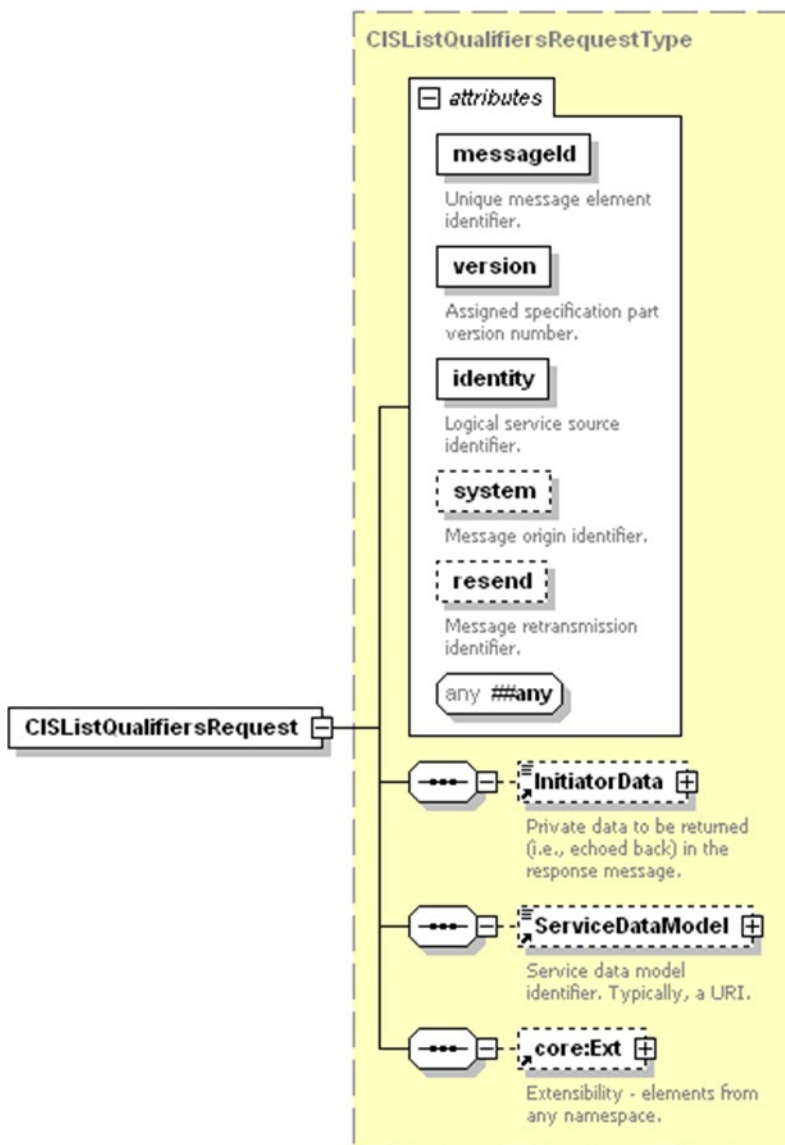 CISListQualifiersRequestType
attributes
messageId
Unique message element
identifier.
version
Assigned specification part
version number.
identity
Logical service source
identifier.
system
Message origin identifier.
resend
Message retransmission
identifier.
any ##any
CISListQualifiersRequest
InitiatorData
Private data to be returned
(i.e., echoed back) in the
response message.
ServiceDataModel
Service data model
identifier. Typically, a URI.
core:Ext
Extensibility - elements from
any namespace.